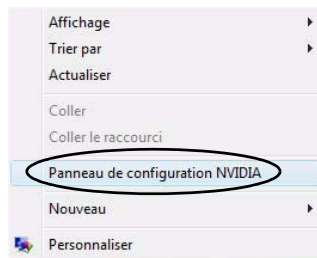 Affichage
Trier par
Actualiser
Coller
Coller le raccourci
Panneau de configuration NVIDIA
Nouveau
Personnaliser